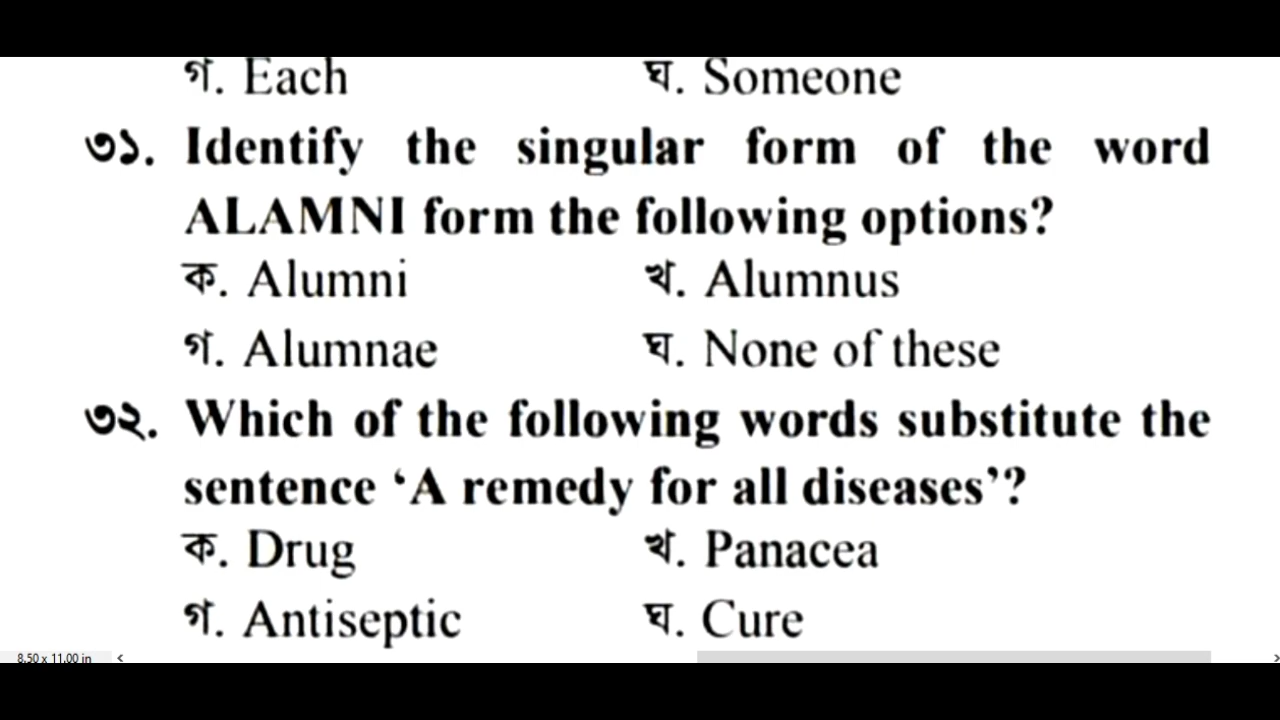 গ. Each ঘ. Someone
৩১. Identify the singular form of the word
ALAMNI form the following options?
ক. Alumni খ. Alumnus
গ. Alumnae ঘ. None of these
৩২. Which of the following words substitute the
sentence ‘A remedy for all diseases’?
ক. Drug খ. Panacea
গ. Antiseptic ঘ. Cure
8.50 x 11.00 in